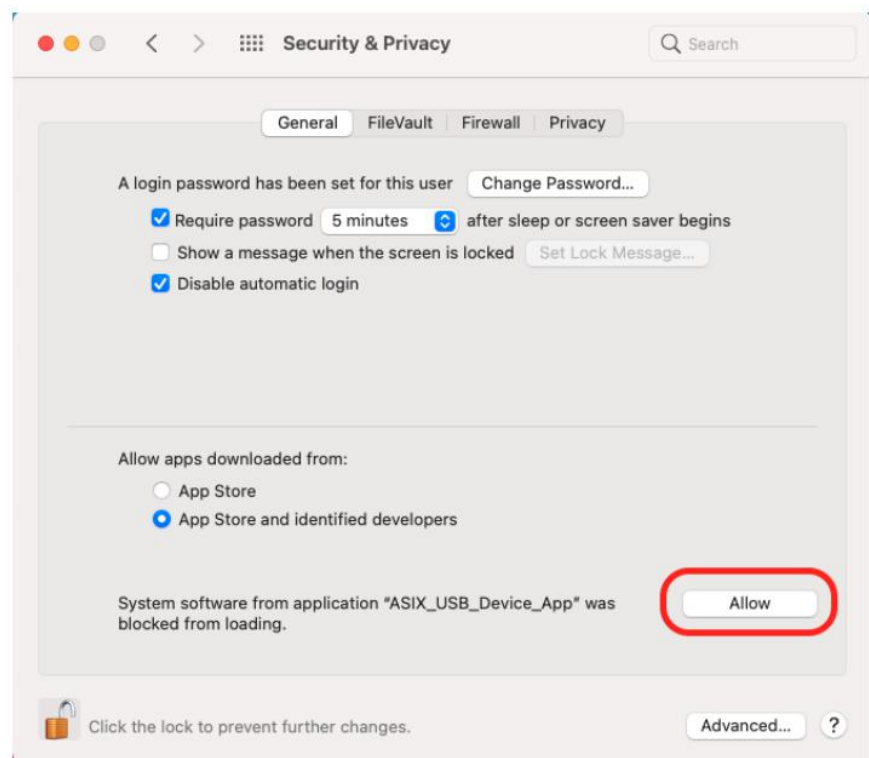 Security & Privacy
Search
General FileVault Firewall Privacy
A login password has been set for this user Change Password...
Require password 5 minutes after sleep or screen saver begins
Show a message when the screen is locked Set Lock Message...
Disable automatic login
Allow apps downloaded from:
App Store
App Store and identified developers
System software from application “ASIX_USB_Device_App” was
blocked from loading.
Allow
Click the lock to prevent further changes.
Advanced... ?